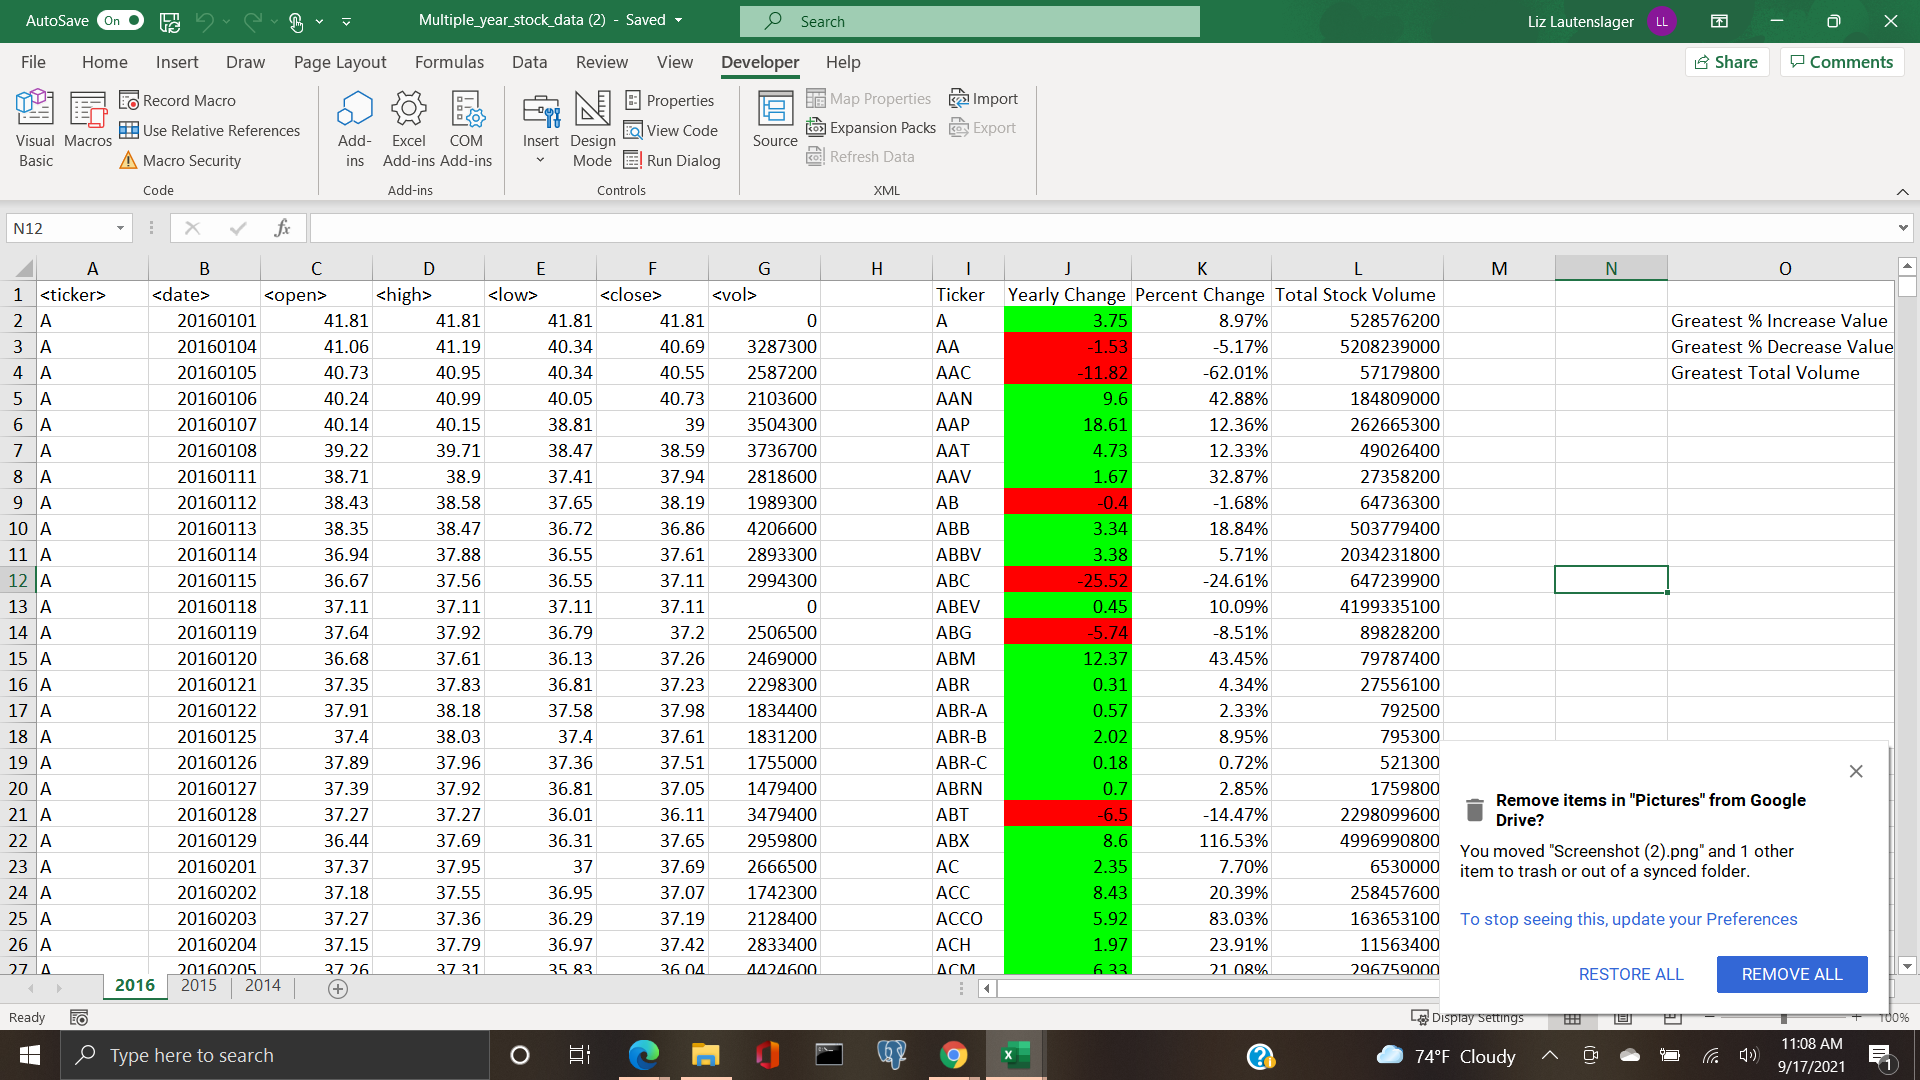 AutoSave On Multiple_year_stock_data (2) - Saved Search Liz Lautenslager LL
File Home Insert Draw Page Layout Formulas Data Review View Developer Help Share Comments
Visual Basic
Macros
Record Macro
Use Relative References
Macro Security
Code
Add-ins
Excel Add-ins
COM Add-ins
Add-ins
Insert
Design Mode
Properties
View Code
Run Dialog
Controls
Source
Map Properties
Expansion Packs
Refresh Data
Import
Export
XML
N12 fx
A B C D E F G H I J K L M N O
1 <ticker> <date> <open> <high> <low> <close> <vol> Ticker Yearly Change Percent Change Total Stock Volume
2 A 20160101 41.81 41.81 41.81 41.81 0 A 3.75 8.97% 528576200 Greatest % Increase Value
3 A 20160104 41.06 41.19 40.34 40.69 3287300 AA -1.53 -5.17% 5208239000 Greatest % Decrease Value
4 A 20160105 40.73 40.95 40.34 40.55 2587200 AAC -11.82 -62.01% 57179800 Greatest Total Volume
5 A 20160106 40.24 40.99 40.05 40.73 2103600 AAN 9.6 42.88% 184809000
6 A 20160107 40.14 40.15 38.81 39 3504300 AAP 18.61 12.36% 262665300
7 A 20160108 39.22 39.71 38.47 38.59 3736700 AAT 4.73 12.33% 49026400
8 A 20160111 38.71 38.9 37.41 37.94 2818600 AAV 1.67 32.87% 27358200
9 A 20160112 38.43 38.58 37.65 38.19 1989300 AB -0.4 -1.68% 64736300
10 A 20160113 38.35 38.47 36.72 36.86 4206600 ABB 3.34 18.84% 503779400
11 A 20160114 36.94 37.88 36.55 37.61 2893300 ABBV 3.38 5.71% 2034231800
12 A 20160115 36.67 37.56 36.55 37.11 2994300 ABC -25.52 -24.61% 647239900
13 A 20160118 37.11 37.11 37.11 37.11 0 ABEV 0.45 10.09% 4199335100
14 A 20160119 37.64 37.92 36.79 37.2 2506500 ABG -5.74 -8.51% 89828200
15 A 20160120 36.68 37.61 36.13 37.26 2469000 ABM 12.37 43.45% 79787400
16 A 20160121 37.35 37.83 36.81 37.23 2298300 ABR 0.31 4.34% 27556100
17 A 20160122 37.91 38.18 37.58 37.98 1834400 ABR-A 0.57 2.33% 792500
18 A 20160125 37.4 38.03 37.4 37.61 1831200 ABR-B 2.02 8.95% 795300
19 A 20160126 37.89 37.96 37.36 37.51 1755000 ABR-C 0.18 0.72% 521300
20 A 20160127 37.39 37.92 36.81 37.05 1479400 ABRN 0.7 2.85% 1759800
21 A 20160128 37.27 37.27 36.01 36.11 3479400 ABT -6.5 -14.47% 2298099600
22 A 20160129 36.44 37.69 36.31 37.65 2959800 ABX 8.6 116.53% 4996990800
23 A 20160201 37.37 37.95 37 37.69 2666500 AC 2.35 7.70% 6530000
24 A 20160202 37.18 37.55 36.95 37.07 1742300 ACC 8.43 20.39% 258457600
25 A 20160203 37.27 37.36 36.29 37.19 2128400 ACCO 5.92 83.03% 163653100
26 A 20160204 37.15 37.79 36.97 37.42 2833400 ACH 1.97 23.91% 11563400
27 A 20160205 37.26 37.31 35.83 36.04 4424600 ACM 6.33 21.08% 296759000
Remove items in "Pictures" from Google
Drive?
You moved "Screenshot (2).png" and 1 other
item to trash or out of a synced folder.
To stop seeing this, update your Preferences
RESTORE ALL REMOVE ALL
2016 2015 2014
Ready Display Settings 100%
Type here to search 74°F Cloudy 11:08 AM
9/17/2021 1